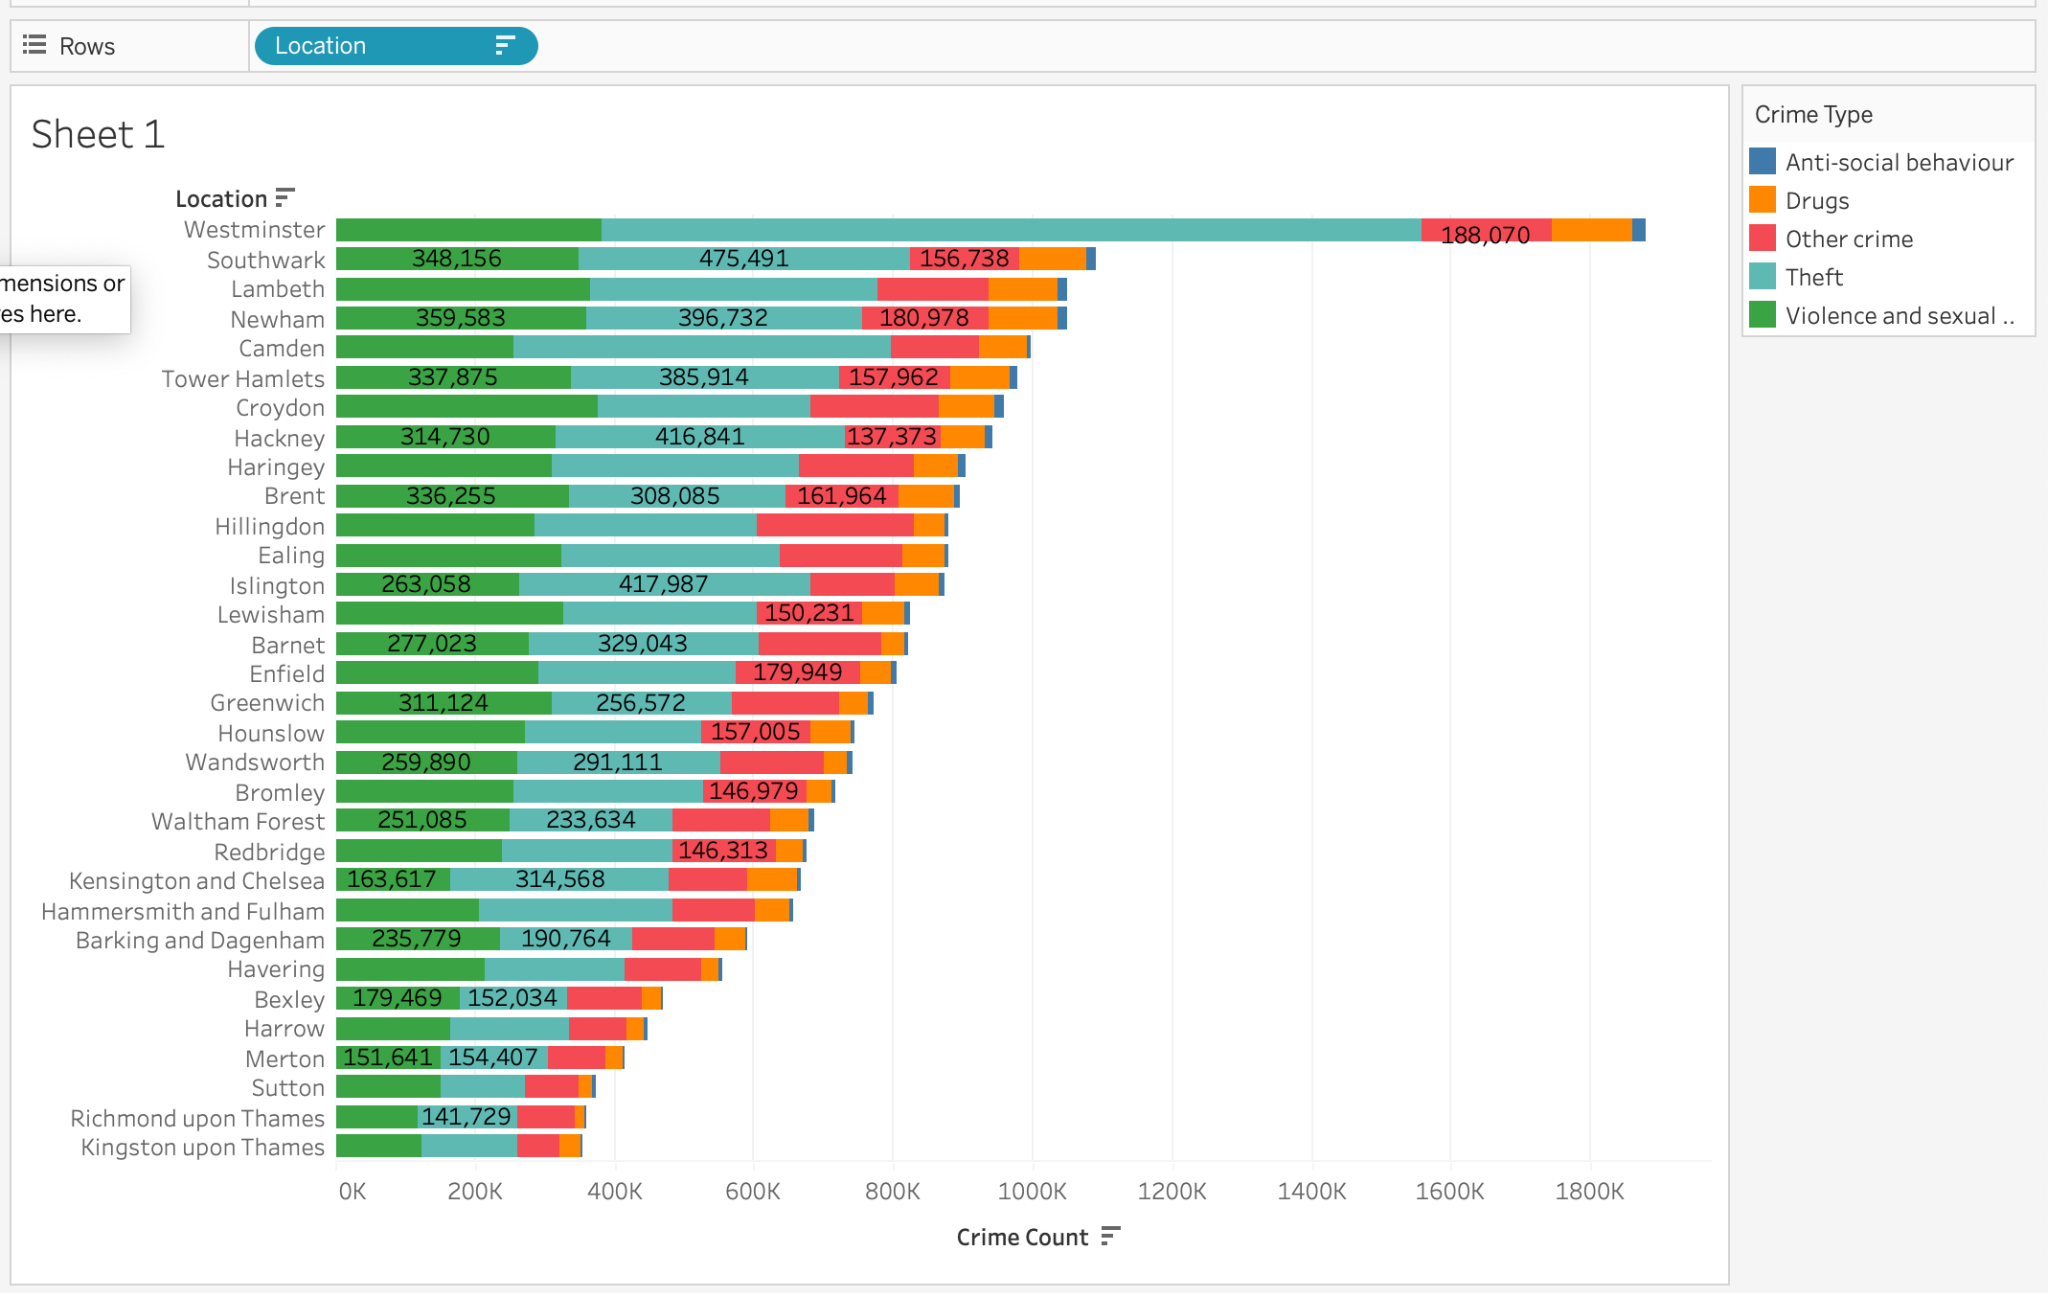 Rows
Location
Sheet 1
Crime Type
Anti-social behaviour
Drugs
Other crime
Theft
Violence and sexual ..
mensions or
es here.
Location
Westminster 188,070
Southwark 348,156 475,491 156,738
Lambeth
Newham 359,583 396,732 180,978
Camden
Tower Hamlets 337,875 385,914 157,962
Croydon
Hackney 314,730 416,841 137,373
Haringey
Brent 336,255 308,085 161,964
Hillingdon
Ealing
Islington 263,058 417,987
Lewisham 150,231
Barnet 277,023 329,043
Enfield 179,949
Greenwich 311,124 256,572
Hounslow 157,005
Wandsworth 259,890 291,111
Bromley 146,979
Waltham Forest 251,085 233,634
Redbridge 146,313
Kensington and Chelsea 163,617 314,568
Hammersmith and Fulham
Barking and Dagenham 235,779 190,764
Havering
Bexley 179,469 152,034
Harrow
Merton 151,641 154,407
Sutton
Richmond upon Thames 141,729
Kingston upon Thames
0K 200K 400K 600K 800K 1000K 1200K 1400K 1600K 1800K
Crime Count